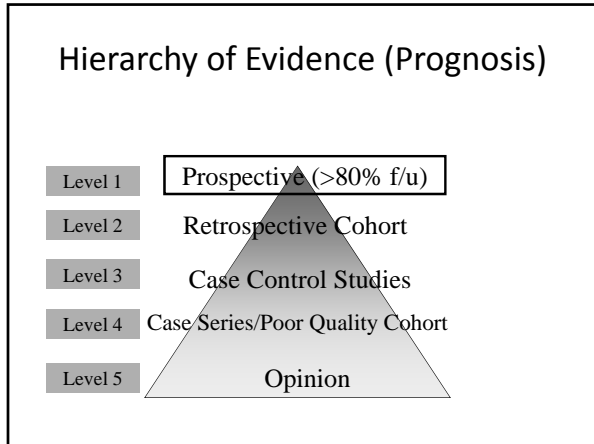 Hierarchy of Evidence (Prognosis)
Level 1 Prospective (>80% f/u)
Level 2 Retrospective Cohort
Level 3 Case Control Studies
Level 4 Case Series/Poor Quality Cohort
Level 5 Opinion